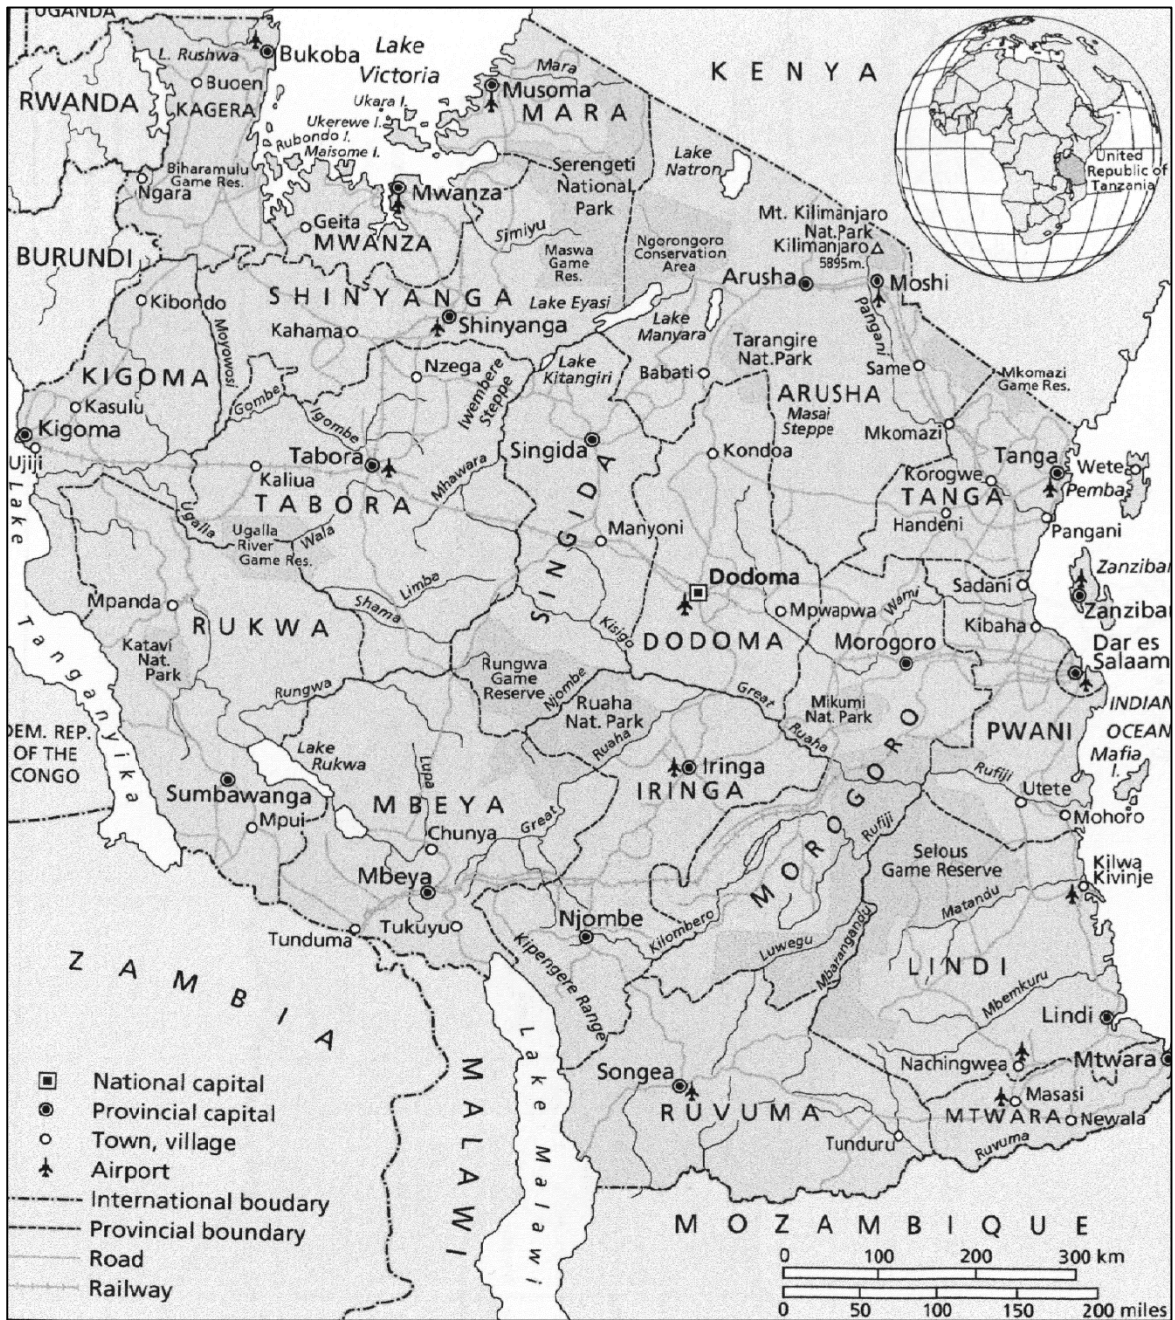 UGANDA
L. Rushwa
Bukoba
Buoen
KAGERA
RWANDA
Lake
Victoria
Ukara I.
Ukerewe I.
Rubondo I.
Maisome I.
Mara
Musoma
MARA
KENYA
Biharamulu
Game Res.
Ngara
Mwanza
Geita
MWANZA
Simiyu
Serengeti
National
Park
Lake
Natron
Maswa
Game
Res.
Ngorongoro
Conservation
Area
Mt. Kilimanjaro
Nat.Park
Kilimanjaro
5895m.
United
Republic of
Tanzania
BURUNDI
Kibondo
Moyowosi
SHINYANGA
Kahama
Shinyanga
Lake Eyasi
Lake
Manyara
Arusha
Moshi
Pangani
Tarangire
Nat.Park
Same
Mkomazi
Game Res.
KIGOMA
Kasulu
Kigoma
Ujiji
Gombe
Igombe
Nzega
Iwembere
Steppe
Lake
Kitangiri
Babati
ARUSHA
Masai
Steppe
Mkomazi
Singida
SINGIDA
Kondoa
Tabora
Kaliua
TABORA
Mhawara
Korogwe
TANGA
Handeni
Tanga
Wete
Pemba
Pangani
Ugalla
Ugalla
River
Game Res.
Wala
Manyoni
Limba
Shama
Dodoma
Mpwapwa
DODOMA
Kisigo
Wami
Sadani
Kibaha
Zanzibar
Zanzibar
Dar es
Salaam
Morogoro
Lake Tanganyika
Mpanda
RUKWA
Katavi
Nat.
Park
Rungwa
Rungwa
Game
Reserve
Njombe
Ruaha
Nat. Park
Ruaha
Great
Ruaha
Mikumi
Nat. Park
MOROGORO
PWANI
INDIAN
OCEAN
Mafia
I.
DEM. REP.
OF THE
CONGO
Lake
Rukwa
Lupa
Sumbawanga
Mpui
MBEYA
Chunya
Great
Iringa
IRINGA
Rufiji
Utete
Mohoro
Rufiji
Selous
Game Reserve
Kilwa
Kivinje
Matandu
Mbeya
Tunduma
Tukuyu
Njombe
Kipengere Range
Kilombero
Luwegu
Mbarangandu
LINDI
Mbemkuru
Lindi
ZAMBIA
MALAWI
Lake Malawi
Songea
RUVUMA
Tunduru
Nachingwea
Mtwara
Masasi
MTWARA
Newala
Ruvuma
MOZAMBIQUE
National capital
Provincial capital
Town, village
Airport
International boudary
Provincial boundary
Road
Railway
0 100 200 300 km
0 50 100 150 200 miles